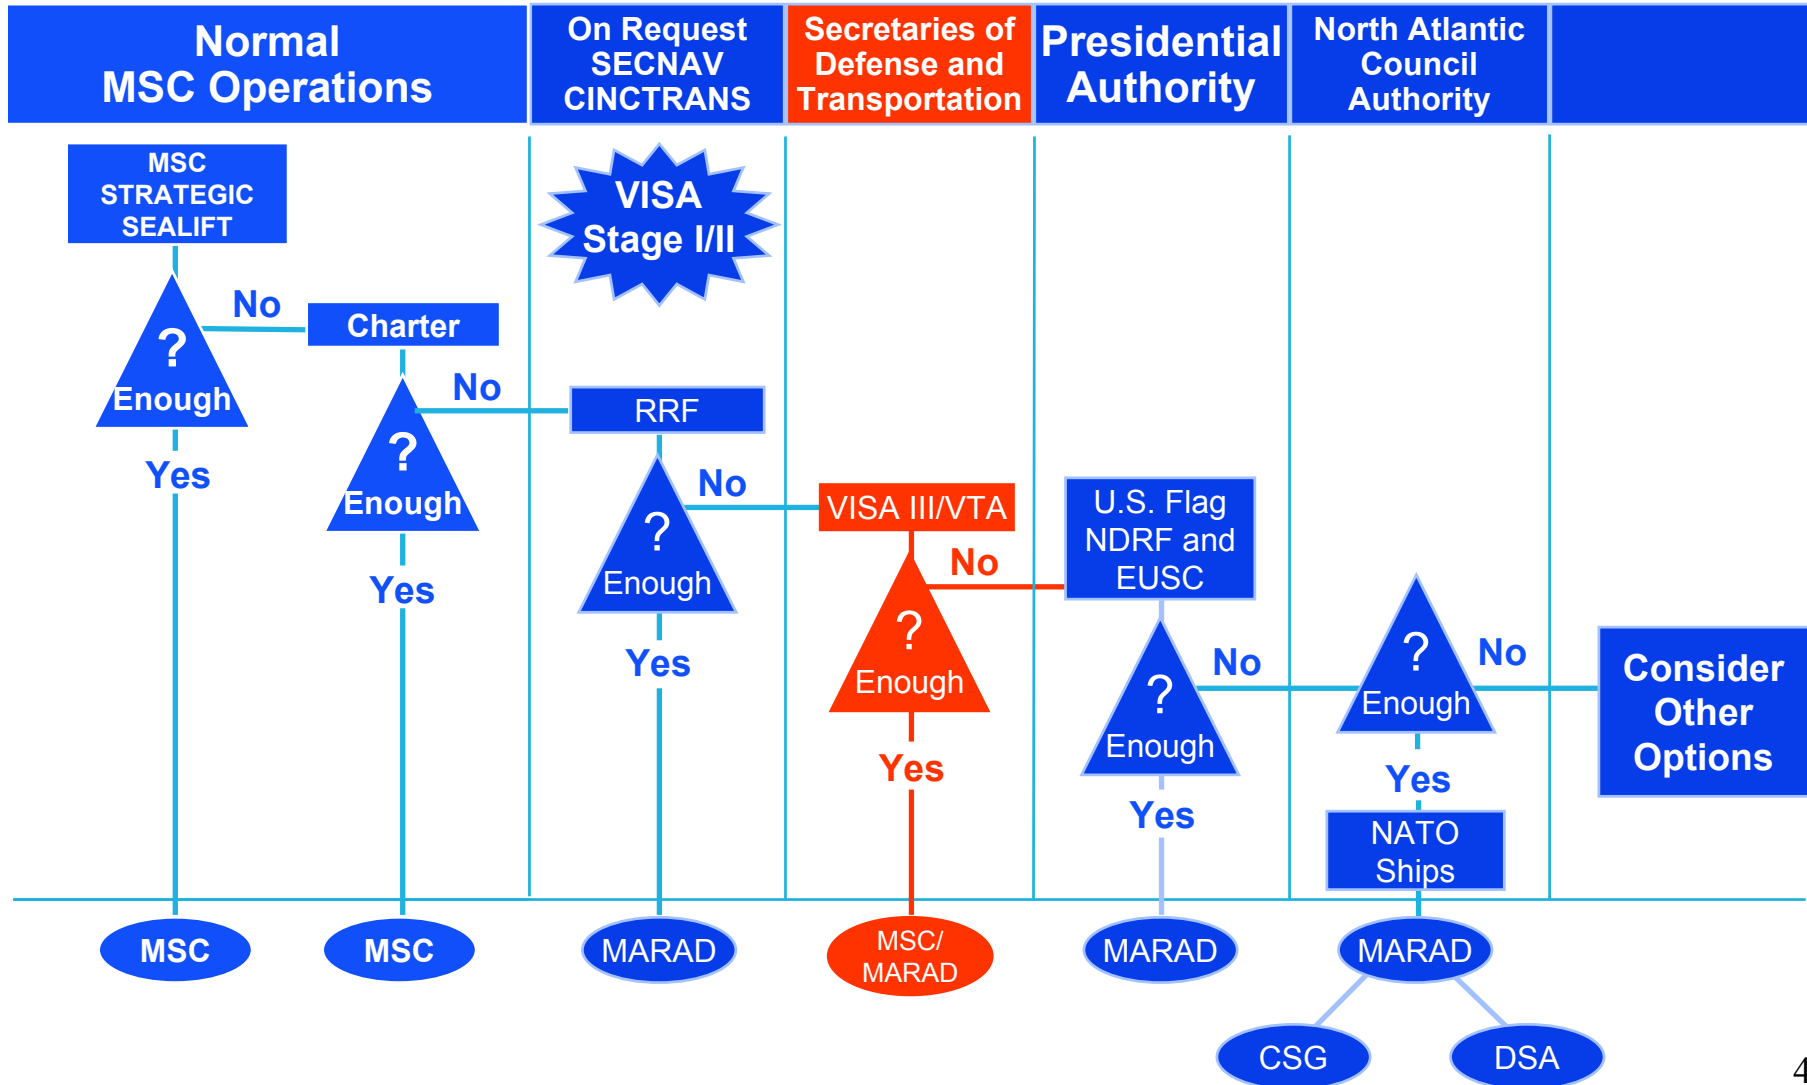 Normal
MSC Operations
On Request
SECNAV
CINCTRANS
Secretaries of
Defense and
Transportation
Presidential
Authority
North Atlantic
Council
Authority
MSC
STRATEGIC
SEALIFT
VISA
Stage I/II
No
Charter
?
Enough
No
RRF
?
Enough
Yes
No
VISA III/VTA
U.S. Flag
NDRF and
EUSC
?
Enough
Yes
No
?
Enough
Yes
No
?
Enough
No
Consider
Other
Options
?
Enough
Yes
Yes
Yes
NATO
Ships
MSC
MSC
MARAD
MSC/
MARAD
MARAD
MARAD
CSG
DSA
4